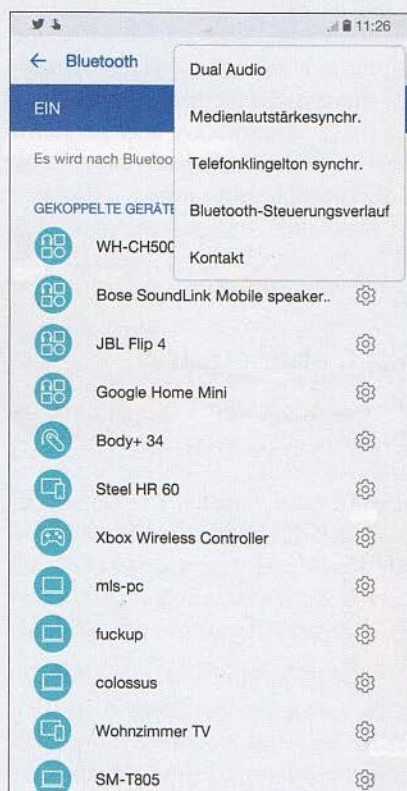 11:26
Bluetooth
EIN
Es wird nach Bluetoo
GEKOPPELTE GERÄTE
Dual Audio
Medienlautstärkesynchr.
Telefonklingelton synchr.
Bluetooth-Steuerungsverlauf
Kontakt
WH-CH500
Bose SoundLink Mobile speaker..
JBL Flip 4
Google Home Mini
Body+ 34
Steel HR 60
Xbox Wireless Controller
mls-pc
fuckup
colossus
Wohnzimmer TV
SM-T805